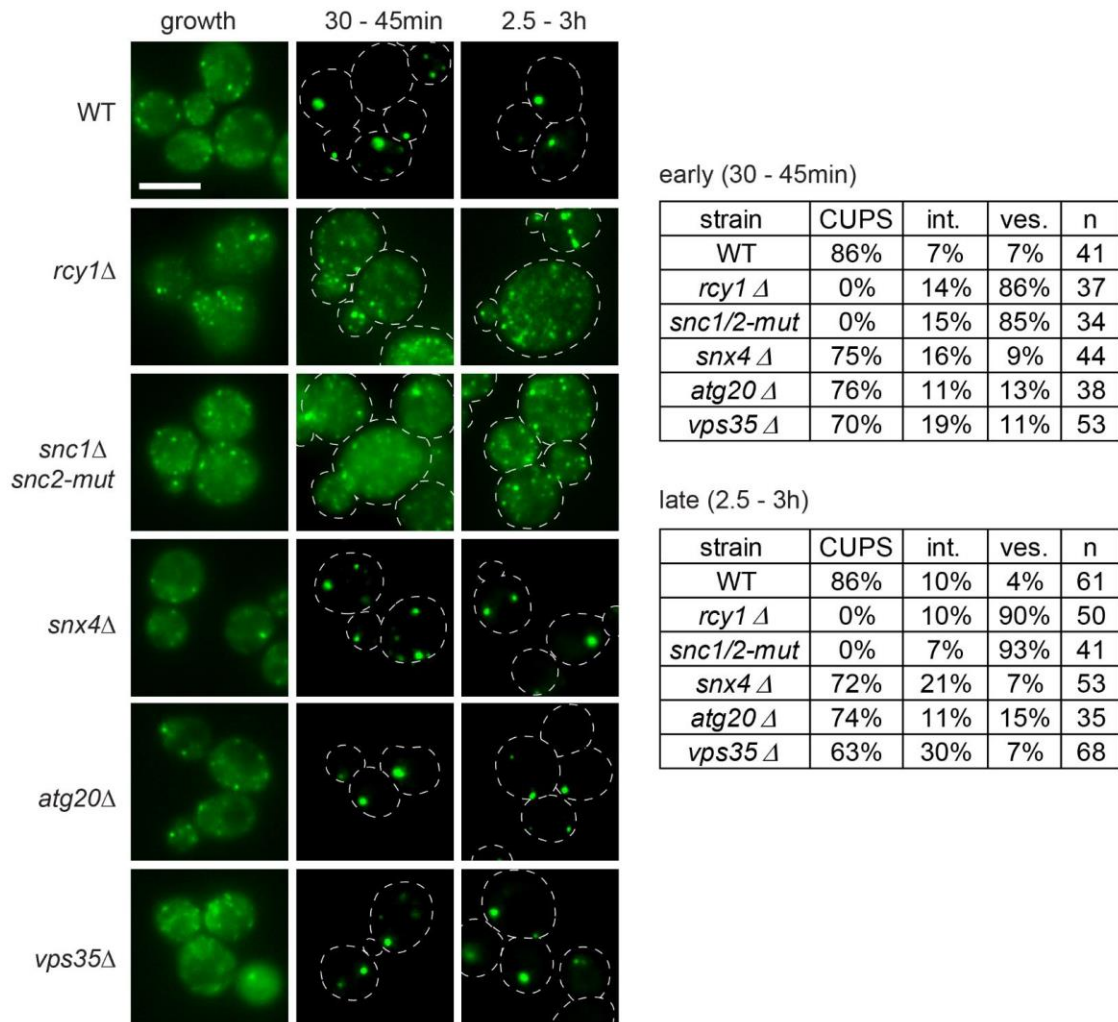 growth 30 - 45min 2.5 - 3h
WT
rcy1Δ
snc1Δ
snc2-mut
snx4Δ
atg20Δ
vps35Δ
early (30 - 45min)
strain CUPS int. ves. n
WT 86% 7% 7% 41
rcy1 Δ 0% 14% 86% 37
snc1/2-mut 0% 15% 85% 34
snx4 Δ 75% 16% 9% 44
atg20 Δ 76% 11% 13% 38
vps35 Δ 70% 19% 11% 53
late (2.5 - 3h)
strain CUPS int. ves. n
WT 86% 10% 4% 61
rcy1 Δ 0% 10% 90% 50
snc1/2-mut 0% 7% 93% 41
snx4 Δ 72% 21% 7% 53
atg20 Δ 74% 11% 15% 35
vps35 Δ 63% 30% 7% 68